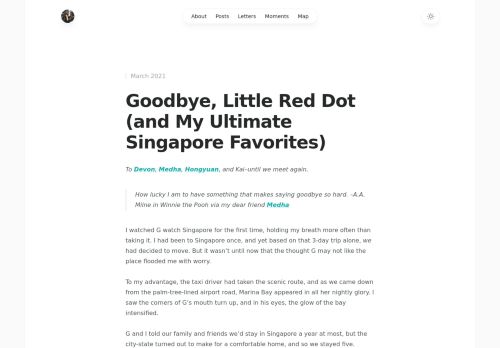 About Posts Letters Moments Map
March 2021
Goodbye, Little Red Dot
(and My Ultimate
Singapore Favorites)
To Devon, Medha, Hongyuan, and Kai–until we meet again.
How lucky I am to have something that makes saying goodbye so hard. –A.A.
Milne in Winnie the Pooh via my dear friend Medha
I watched G watch Singapore for the first time, holding my breath more often than
taking it. I had been to Singapore once, and yet based on that 3-day trip alone, we
had decided to move. But it wasn’t until now that the thought G may not like the
place flooded me with worry.
To my advantage, the taxi driver had taken the scenic route, and as we came down
from the palm-tree-lined airport road, Marina Bay appeared in all her nightly glory. I
saw the corners of G’s mouth turn up, and in his eyes, the glow of the bay
intensified.
G and I told our family and friends we’d stay in Singapore a year at most, but the
city-state turned out to make for a comfortable home, and so we stayed five.